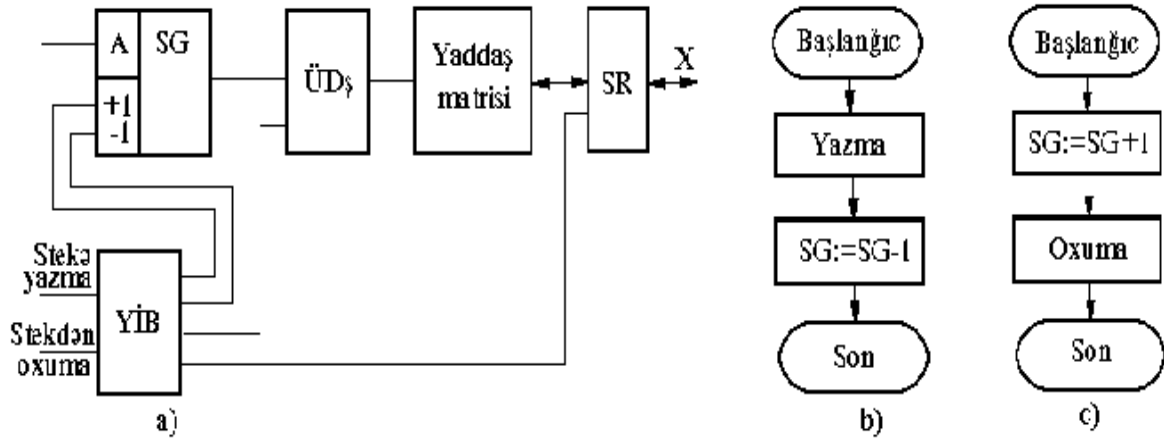 A
SG
+1
-1
ÜDş
Yaddaş
matrisi
SR
X
Stekə
yazma
Stekdən
oxuma
YİB
a)
Başlanğıc
Yazma
SG:=SG-1
Son
b)
Başlanğıc
SG:=SG+1
Oxuma
Son
c)